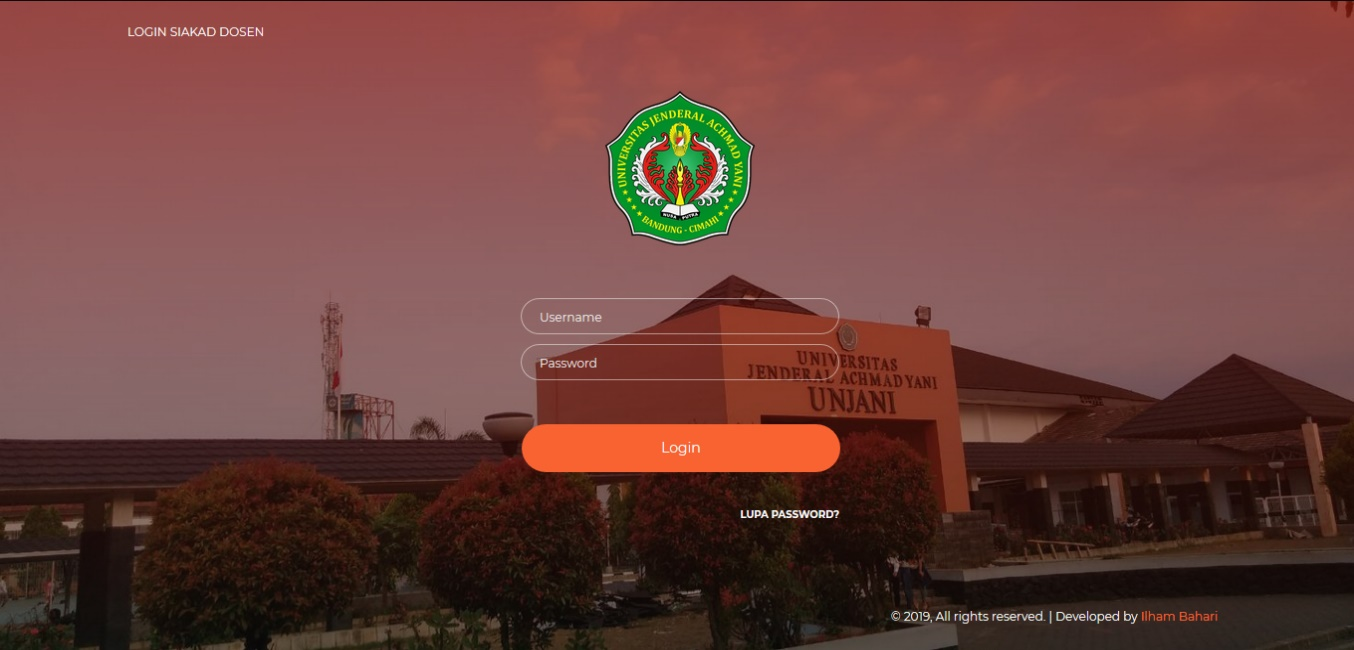 LOGIN SIAKAD DOSEN
UNIVERSITAS JENDERAL ACHMAD YANI
NUSA - PUTRA
BANDUNG - CIMAHI
Username
Password
UNIVERSITAS
JENDERAL ACHMAD YANI
UNJANI
Login
LUPA PASSWORD?
© 2019, All rights reserved. | Developed by Ilham Bahari